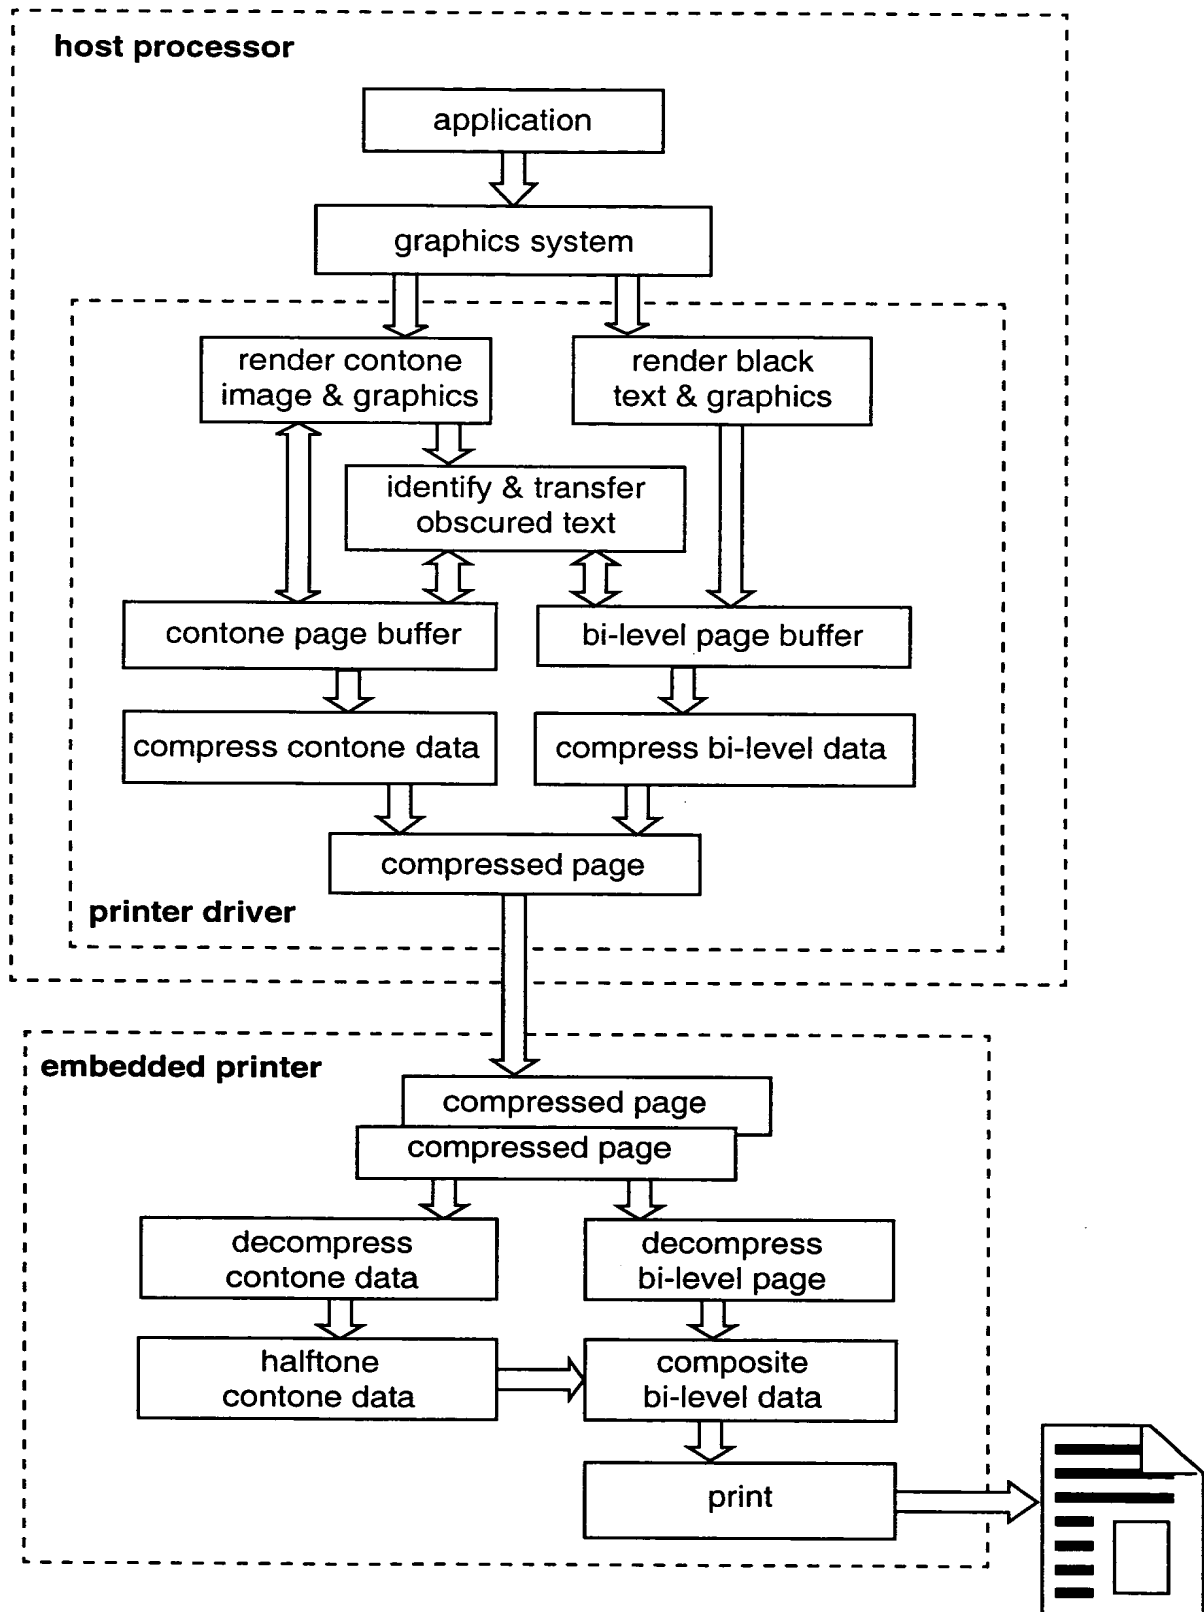 host processor
application
graphics system
render contone
image & graphics
render black
text & graphics
identify & transfer
obscured text
contone page buffer
bi-level page buffer
compress contone data
compress bi-level data
compressed page
printer driver
embedded printer
compressed page
compressed page
decompress
contone data
decompress
bi-level page
halftone
contone data
composite
bi-level data
print